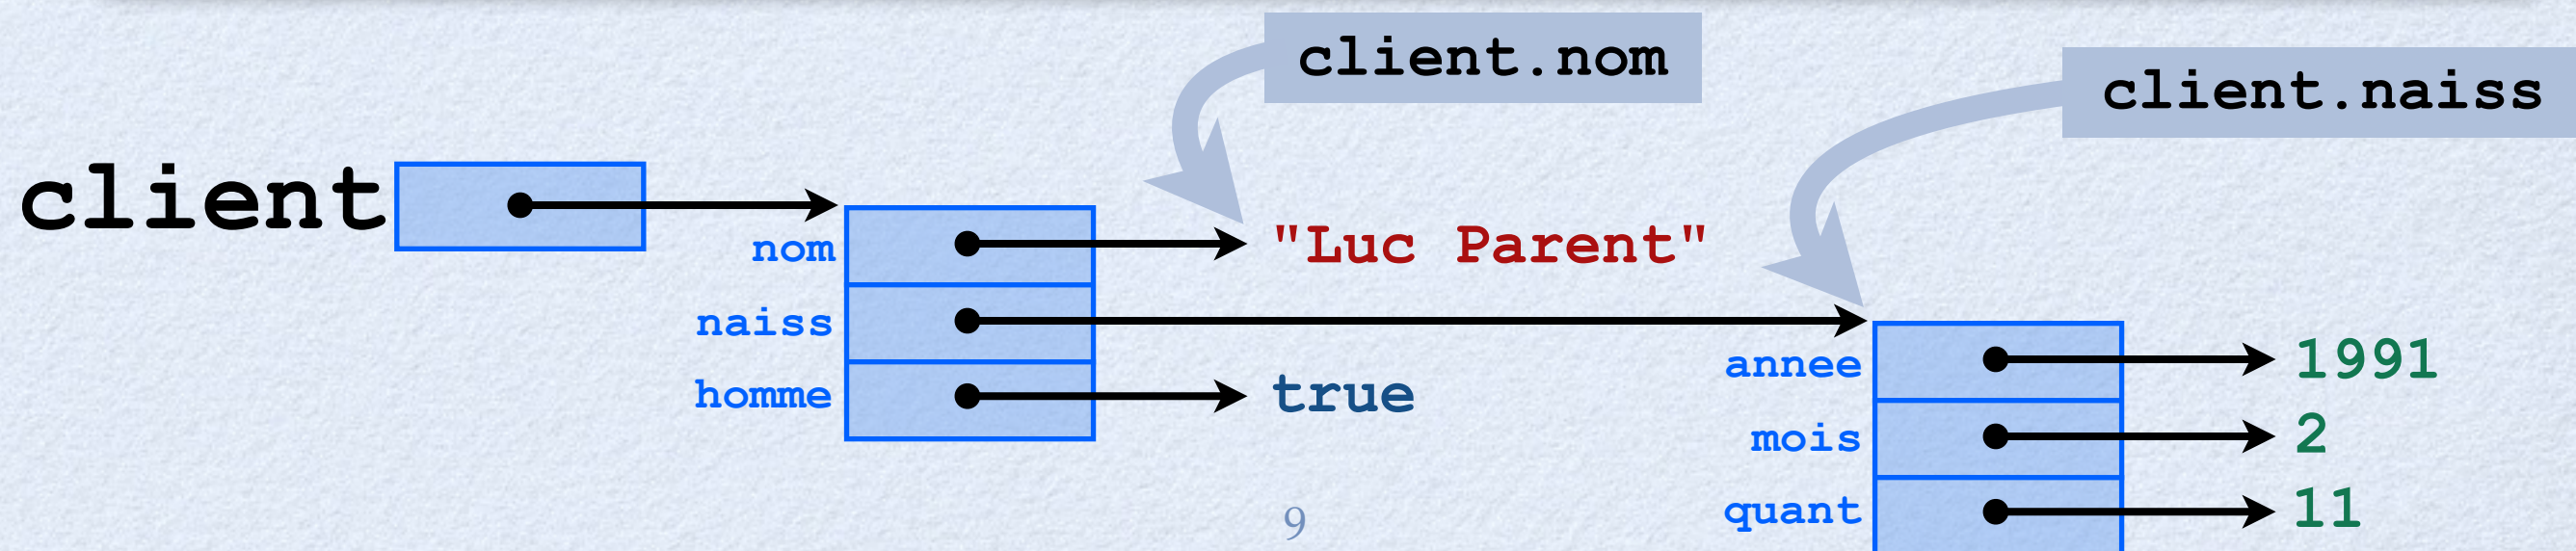 client.nom
client.naiss
client
nom "Luc Parent"
naiss
annee 1991
homme true
mois 2
quant 11
9